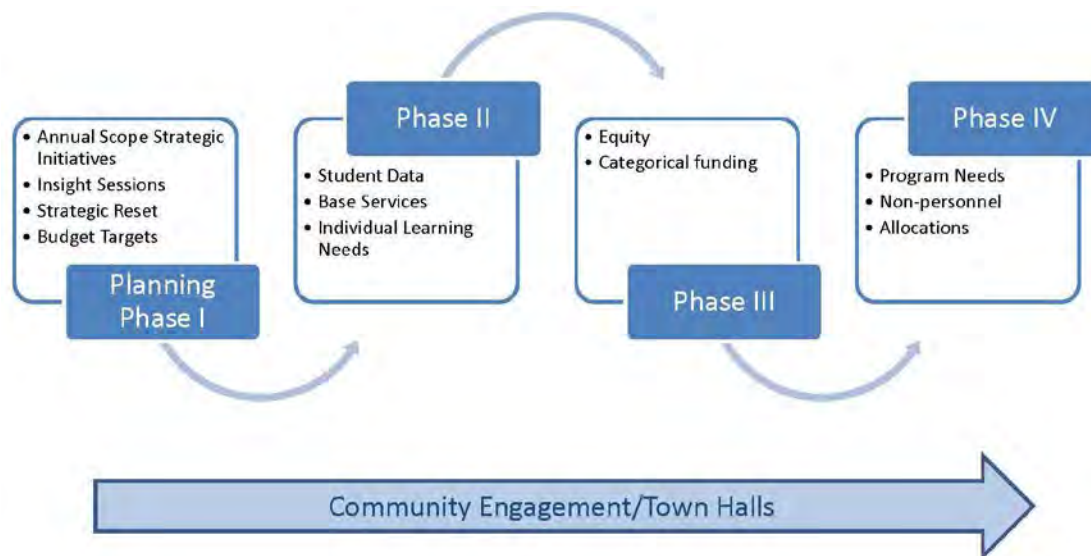 • Annual Scope Strategic
Initiatives
• Insight Sessions
• Strategic Reset
• Budget Targets
Planning
Phase I
Phase II
• Student Data
• Base Services
• Individual Learning
Needs
• Equity
• Categorical funding
Phase III
Phase IV
• Program Needs
• Non-personnel
• Allocations
Community Engagement/Town Halls